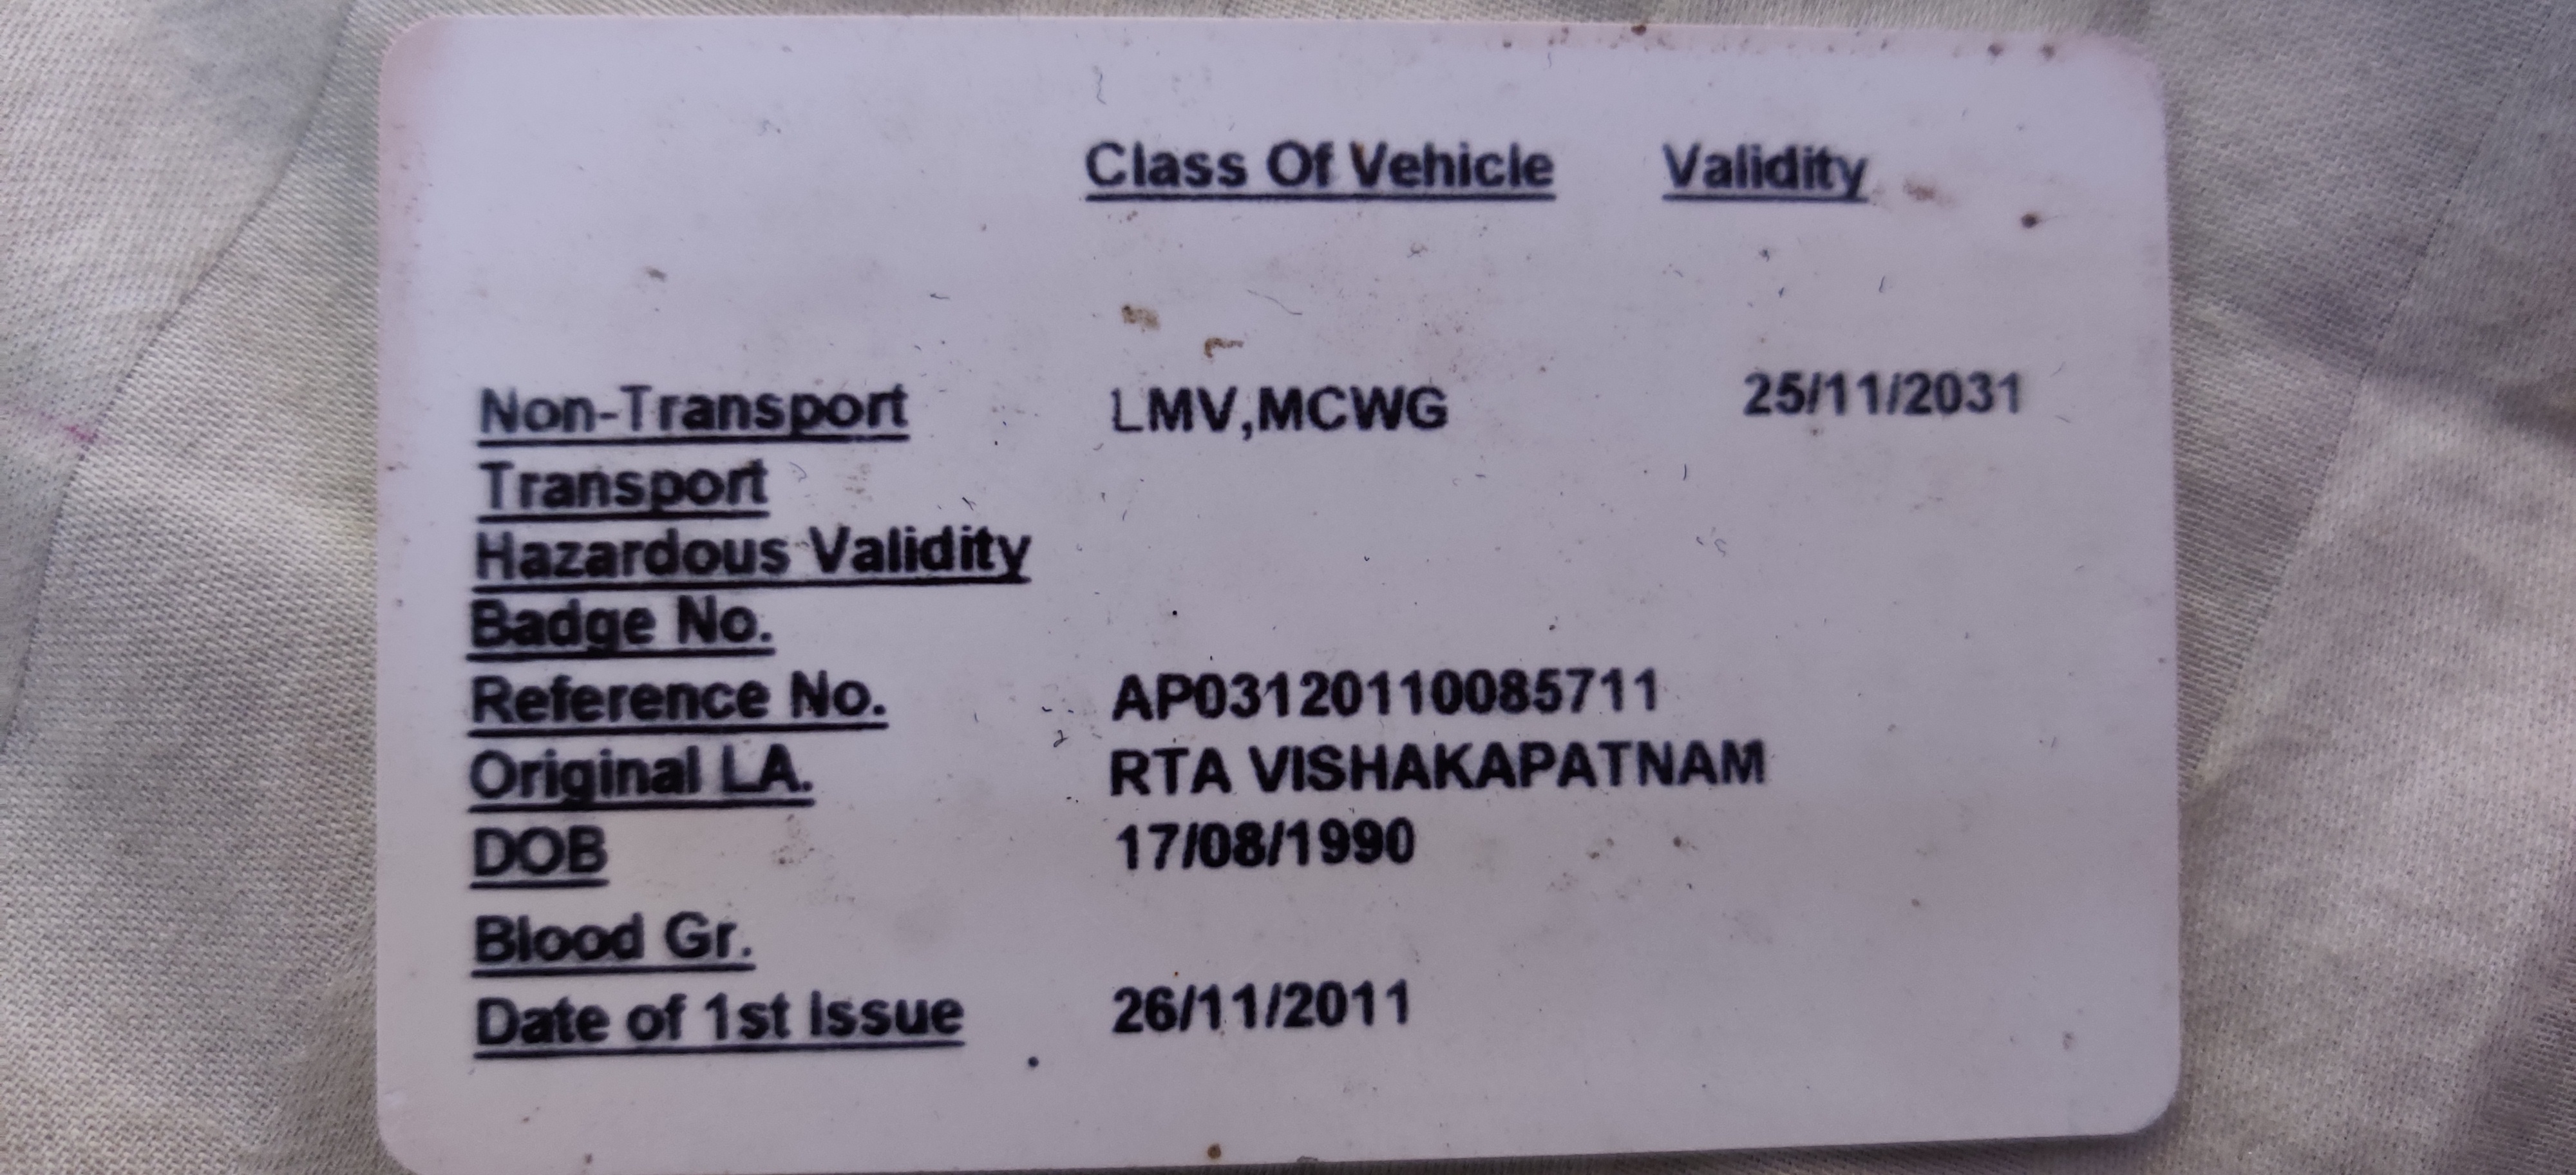 Class Of Vehicle Validity
Non-Transport LMV,MCWG 25/11/2031
Transport
Hazardous Validity
Badge No.
Reference No. AP03120110085711
Original LA. RTA VISHAKAPATNAM
DOB 17/08/1990
Blood Gr.
Date of 1st Issue 26/11/2011